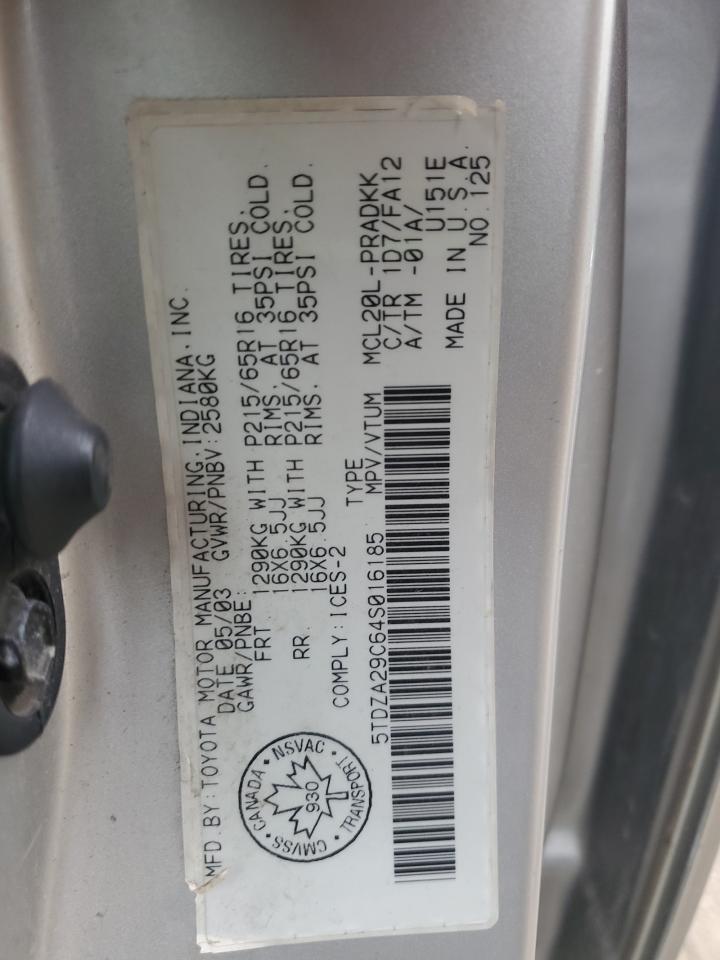 MFD.BY:TOYOTA MOTOR MANUFACTURING,INDIANA.INC.
DATE 05/03 GVWR/PNBV:2580KG
GAWR/PNBE:
FRT. 1290KG WITH P215/65R16 TIRES,
16X6.5JJ RIMS. AT 35PSI COLD.
RR. 1290KG WITH P215/65R16 TIRES,
16X6.5JJ RIMS. AT 35PSI COLD.
COMPLY:ICES-2
CANADA · NSVAC · TRANSPORT · CMVSS ·
930
5TDZA29C64S016185
TYPE
MPV/VTUM
MCL20L-PRADKK
C/TR 1D7/FA12
A/TM -01A/
U151E
MADE IN U.S.A.
NO.125